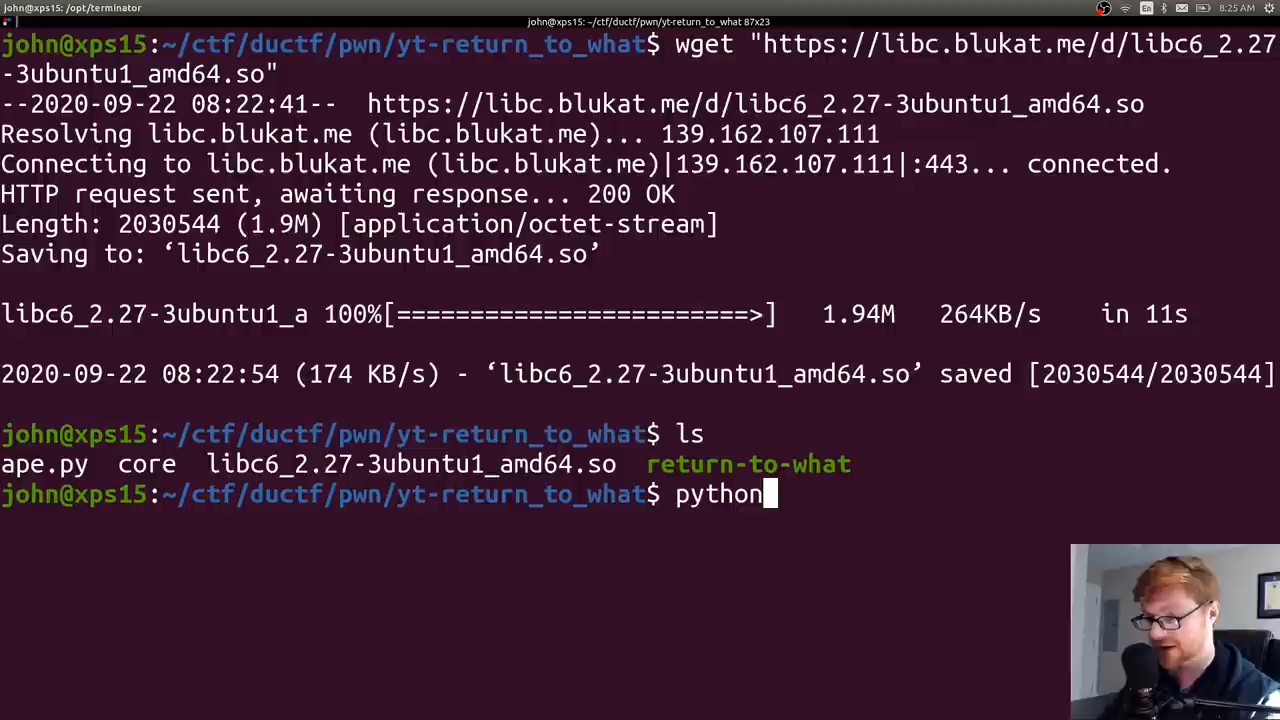 john@xps15: /opt/terminator
En
8:25 AM
john@xps15: ~/ctf/ductf/pwn/yt-return_to_what 87x23
john@xps15:~/ctf/ductf/pwn/yt-return_to_what$ wget "https://libc.blukat.me/d/libc6_2.27
-3ubuntu1_amd64.so"
--2020-09-22 08:22:41--  https://libc.blukat.me/d/libc6_2.27-3ubuntu1_amd64.so
Resolving libc.blukat.me (libc.blukat.me)... 139.162.107.111
Connecting to libc.blukat.me (libc.blukat.me)|139.162.107.111|:443... connected.
HTTP request sent, awaiting response... 200 OK
Length: 2030544 (1.9M) [application/octet-stream]
Saving to: ‘libc6_2.27-3ubuntu1_amd64.so’
libc6_2.27-3ubuntu1_a 100%[========================>]   1.94M   264KB/s    in 11s
2020-09-22 08:22:54 (174 KB/s) - ‘libc6_2.27-3ubuntu1_amd64.so’ saved [2030544/2030544]
john@xps15:~/ctf/ductf/pwn/yt-return_to_what$ ls
ape.py  core  libc6_2.27-3ubuntu1_amd64.so  return-to-what
john@xps15:~/ctf/ductf/pwn/yt-return_to_what$ python